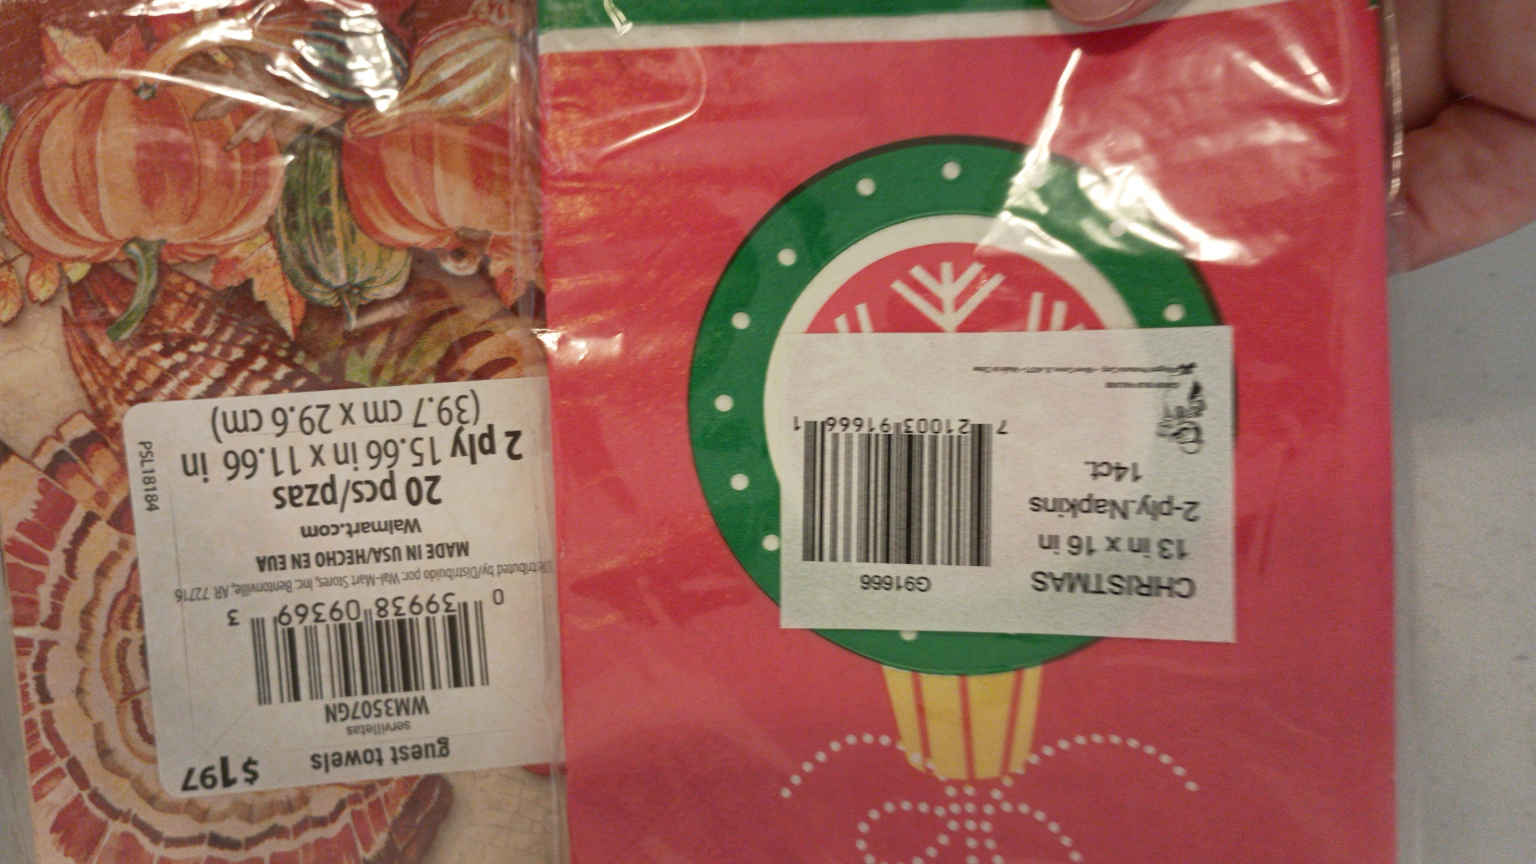 guest towels
$1.97
servilletas
WM3507GN
0 39938 09369 3
Distributed by/Distribuido por: Wal-Mart Stores, Inc. Bentonville, AR 72716
MADE IN USA/HECHO EN EUA
Walmart.com
20 pcs/pzas
2 ply 15.66 in x 11.66 in
(39.7 cm x 29.6 cm)
PSL18184
CHRISTMAS
13 in x 16 in
2-ply.Napkins
14ct.
G91666
7 21003 91666 1